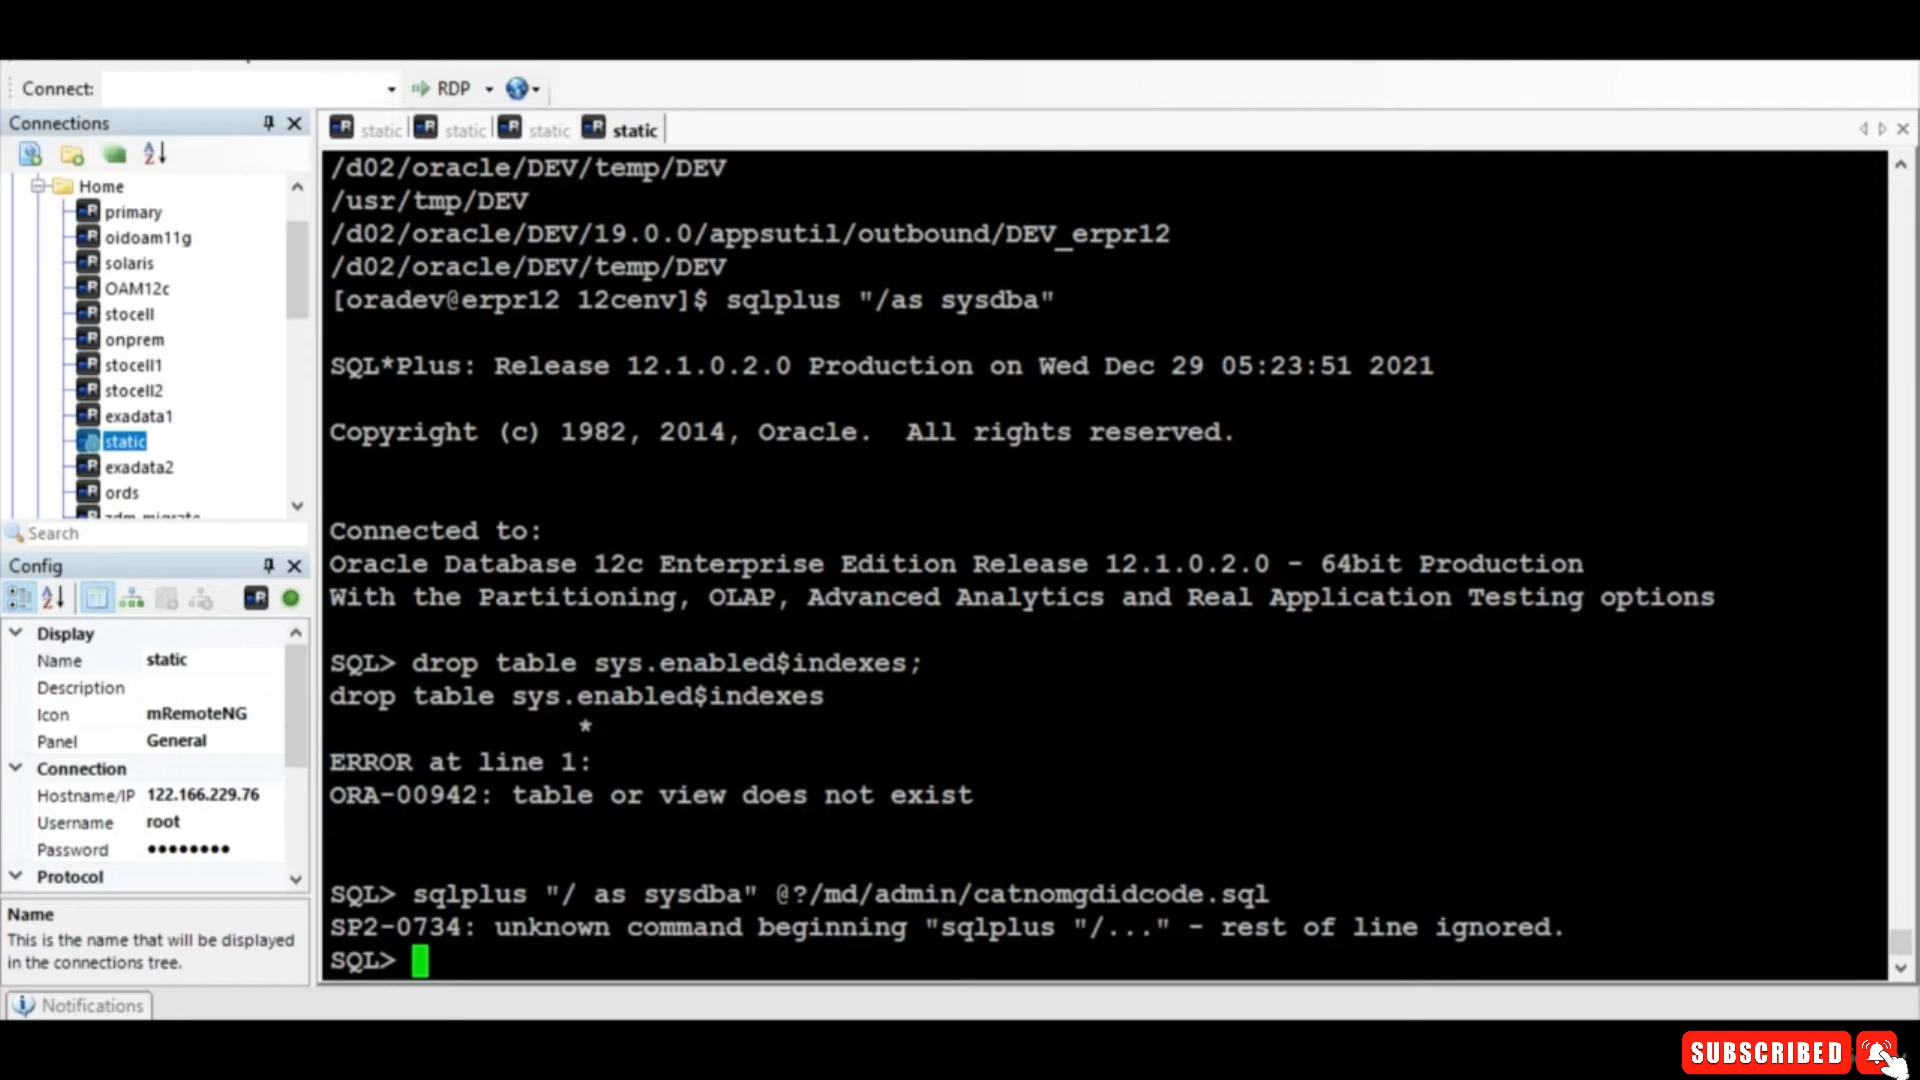 Connect:
RDP
Connections
static
static
static
static
Home
primary
oidoam11g
solaris
OAM12c
stocell
onprem
stocell1
stocell2
exadata1
static
exadata2
ords
zdm_migrate
Search
Config
Display
Name static
Description
Icon mRemoteNG
Panel General
Connection
Hostname/IP 122.166.229.76
Username root
Password ●●●●●●●●
Protocol
Name
This is the name that will be displayed
in the connections tree.
Notifications
/d02/oracle/DEV/temp/DEV
/usr/tmp/DEV
/d02/oracle/DEV/19.0.0/appsutil/outbound/DEV_erpr12
/d02/oracle/DEV/temp/DEV
[oradev@erpr12 12cenv]$ sqlplus "/as sysdba"
SQL*Plus: Release 12.1.0.2.0 Production on Wed Dec 29 05:23:51 2021
Copyright (c) 1982, 2014, Oracle.  All rights reserved.
Connected to:
Oracle Database 12c Enterprise Edition Release 12.1.0.2.0 - 64bit Production
With the Partitioning, OLAP, Advanced Analytics and Real Application Testing options
SQL> drop table sys.enabled$indexes;
drop table sys.enabled$indexes
*
ERROR at line 1:
ORA-00942: table or view does not exist
SQL> sqlplus "/ as sysdba" @?/md/admin/catnomgdidcode.sql
SP2-0734: unknown command beginning "sqlplus "/..." - rest of line ignored.
SQL>
SUBSCRIBED